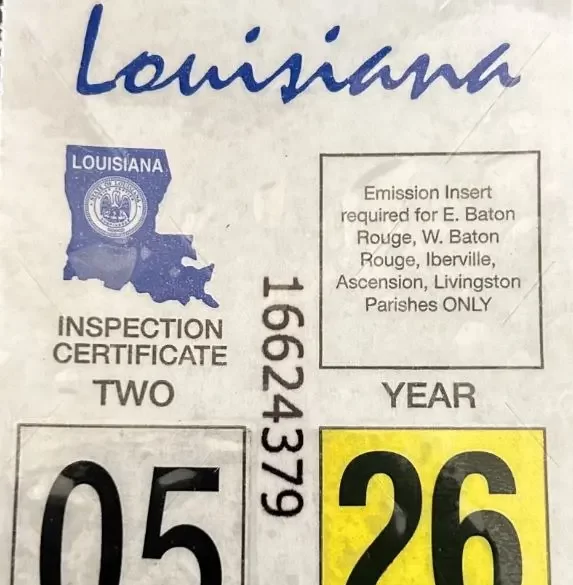 Louisiana
LOUISIANA
INSPECTION
CERTIFICATE
TWO
05
16624379
Emission Insert
required for E. Baton
Rouge, W. Baton
Rouge, Iberville,
Ascension, Livingston
Parishes ONLY
YEAR
26